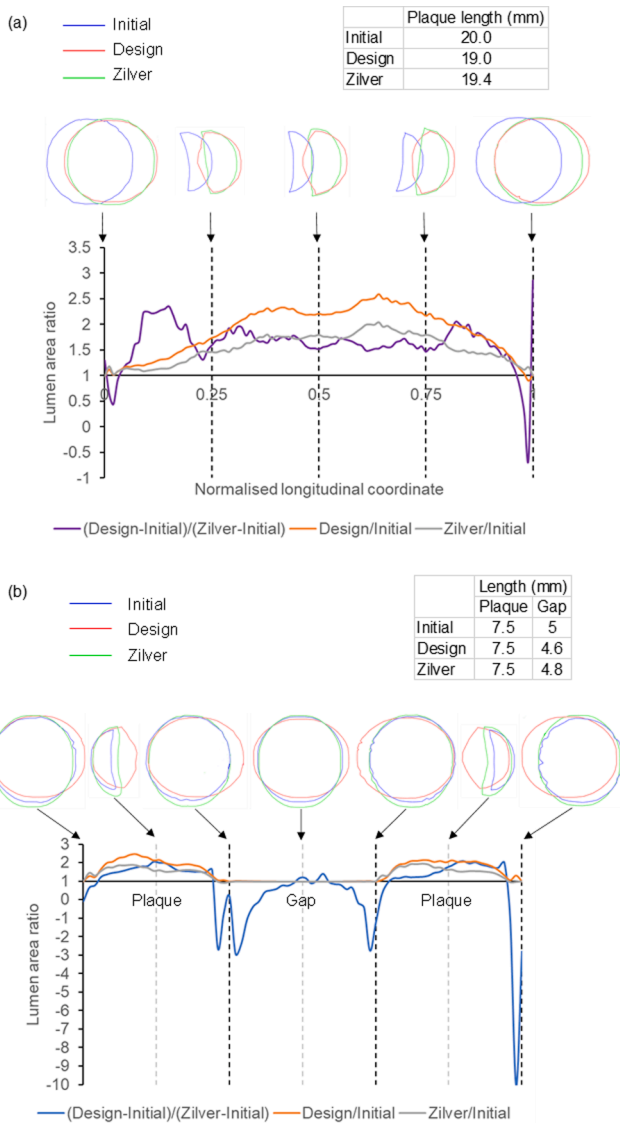 (a)
Initial
Design
Zilver
Plaque length (mm)
Initial 20.0
Design 19.0
Zilver 19.4
3.5
3
2.5
2
1.5
1
0.5
0
-0.5
-1
Lumen area ratio
0 0.25 0.5 0.75 1
Normalised longitudinal coordinate
(Design-Initial)/(Zilver-Initial) Design/Initial Zilver/Initial
(b)
Initial
Design
Zilver
Length (mm)
Plaque Gap
Initial 7.5 5
Design 7.5 4.6
Zilver 7.5 4.8
3
2
1
0
-1
-2
-3
-4
-5
-6
-7
-8
-9
-10
Lumen area ratio
Plaque Gap Plaque
(Design-Initial)/(Zilver-Initial) Design/Initial Zilver/Initial